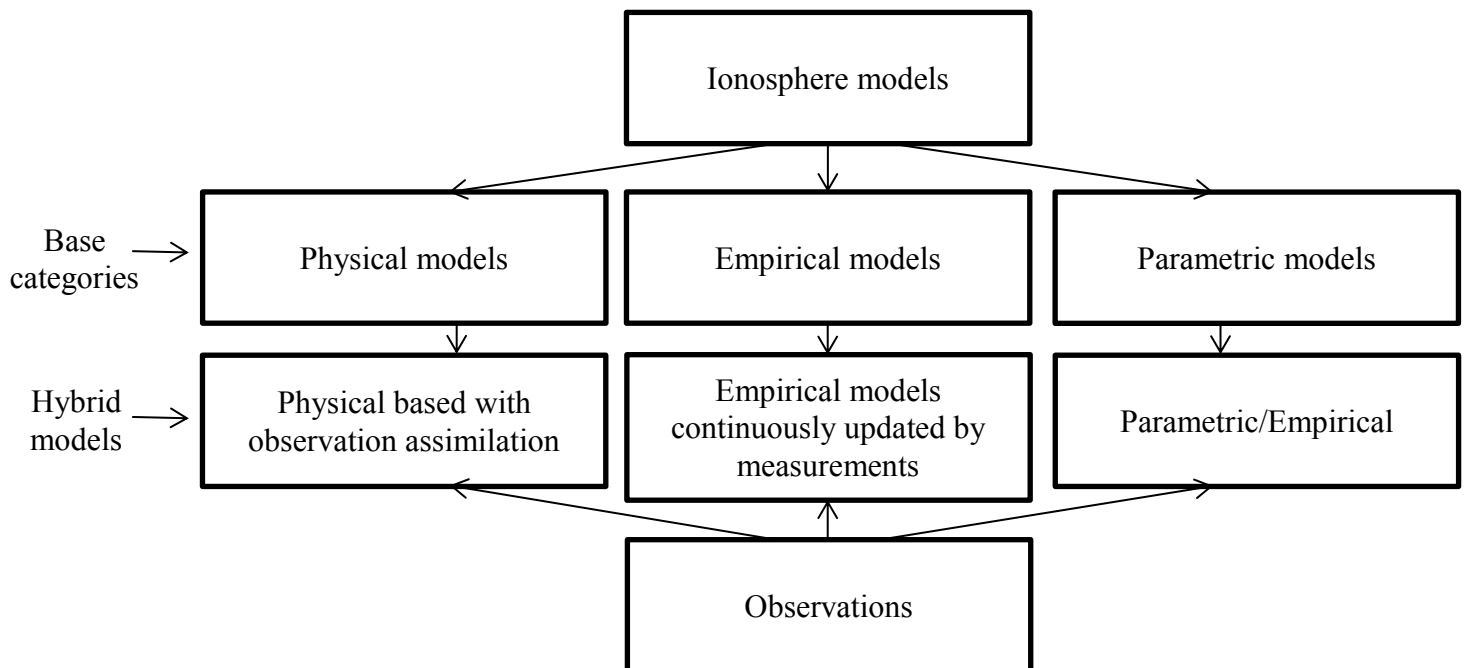 Ionosphere models
Base
categories
Physical models
Empirical models
Parametric models
Hybrid
models
Physical based with
observation assimilation
Empirical models
continuously updated by
measurements
Parametric/Empirical
Observations